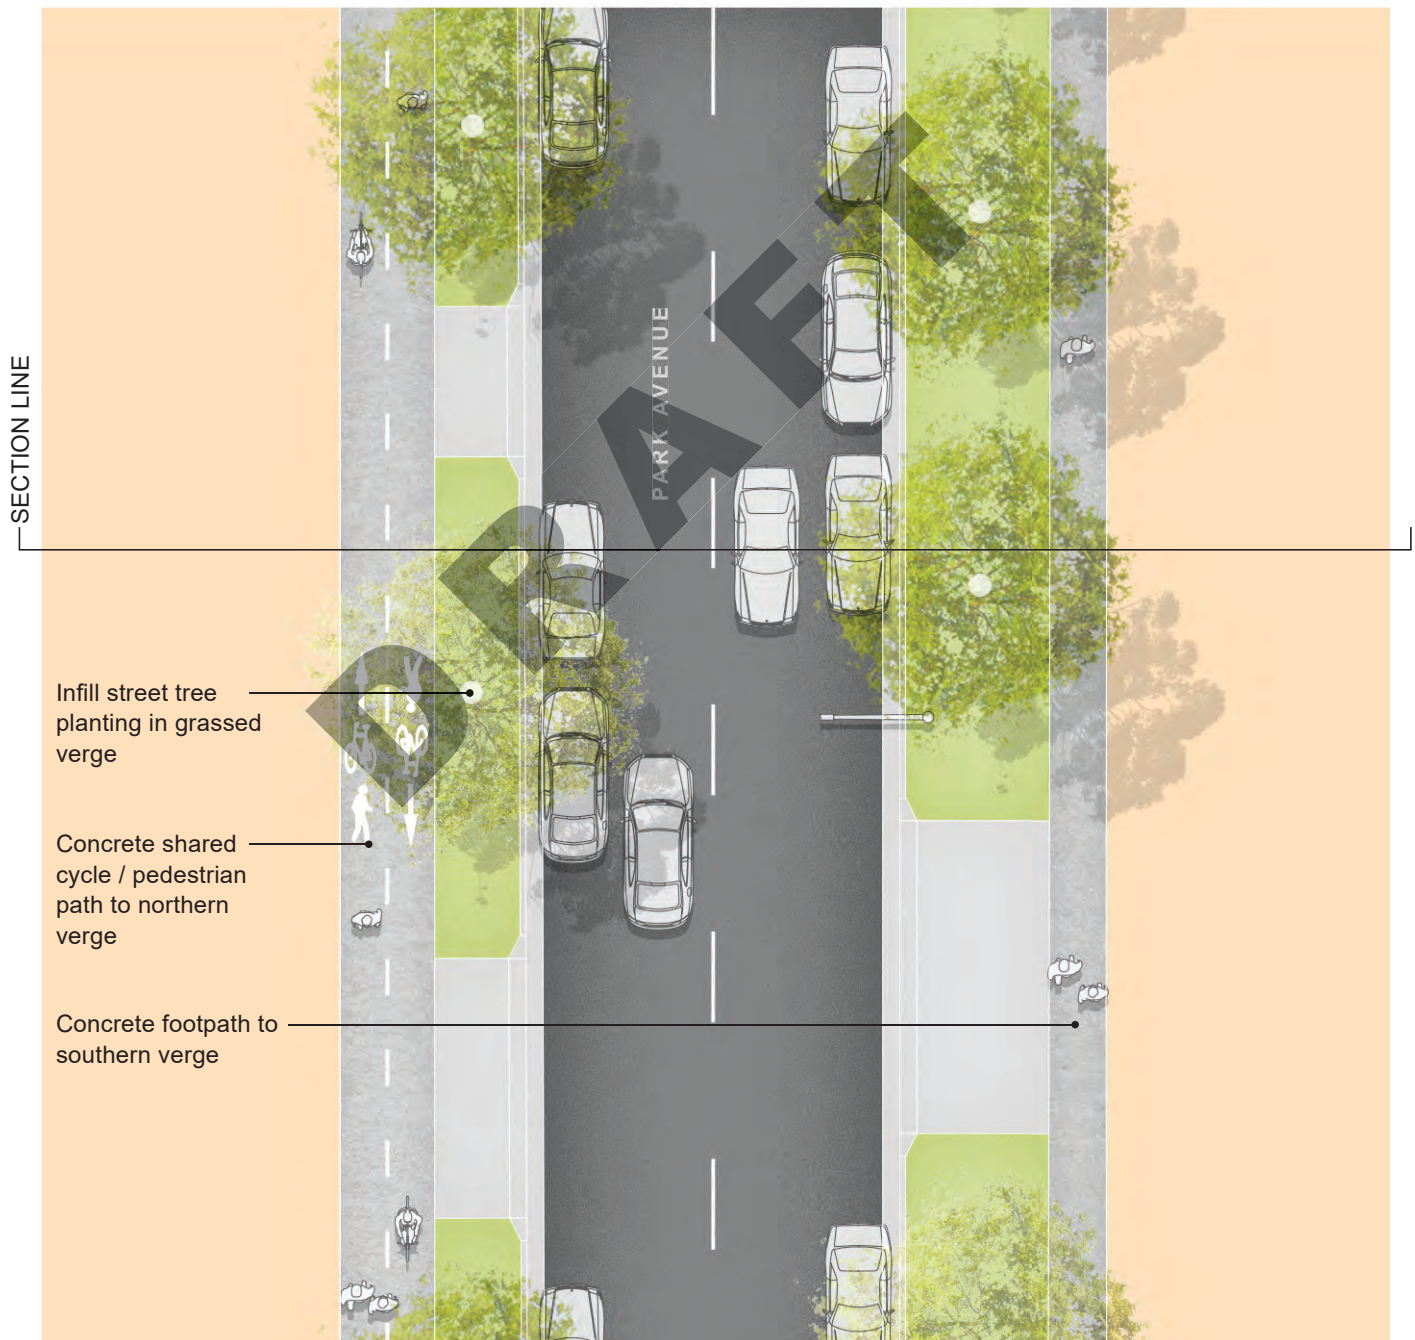 SECTION LINE
PARK AVENUE
DRAFT
Infill street tree
planting in grassed
verge
Concrete shared
cycle / pedestrian
path to northern
verge
Concrete footpath to
southern verge